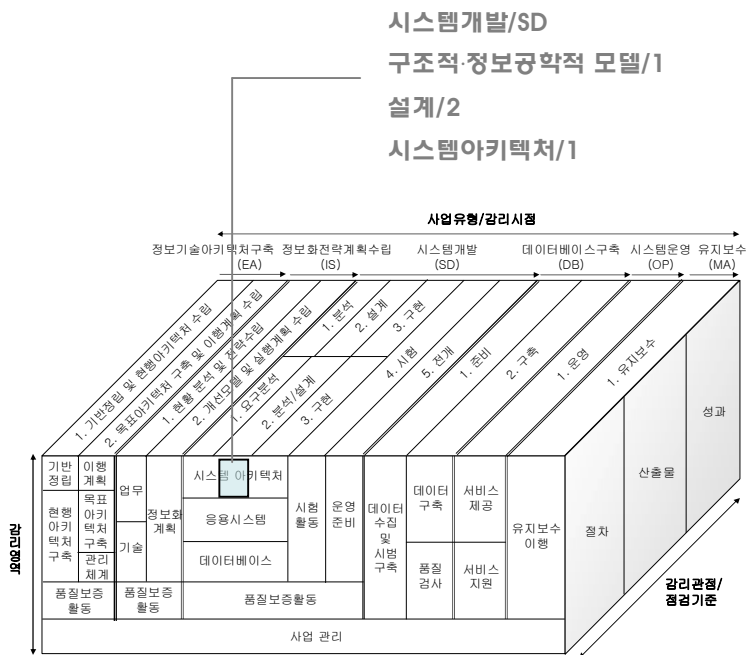 시스템개발/SD
구조적·정보공학적 모델/1
설계/2
시스템아키텍처/1
사업유형/감리시점
정보기술아키텍처구축
(EA)
정보화전략계획수립
(IS)
시스템개발
(SD)
데이터베이스구축
(DB)
시스템운영
(OP)
유지보수
(MA)
1. 기반정립 및 현행아키텍처 수립
2. 목표아키텍처 구축 및 이행계획 수립
1. 현황 분석 및 전략수립
2. 개선모델 및 실행계획 수립
1. 분석
2. 설계
3. 구현
1. 요구분석
2. 분석/설계
3. 구현
4. 시험
5. 전개
1. 준비
2. 구축
1. 운영
1. 유지보수
감리영역
기반
정립
이행
계획
현행
아키
텍처
구축
목표
아키
텍처
구축
관리
체계
품질보증
활동
업무
기술
정보화
계획
품질보증
활동
시스템 아키텍처
응용시스템
데이터베이스
시험
활동
운영
준비
품질보증활동
데이터
수집
및
시범
구축
데이터
구축
품질
검사
서비스
제공
서비스
지원
유지보수
이행
사업 관리
절차
산출물
성과
감리관점/
점검기준